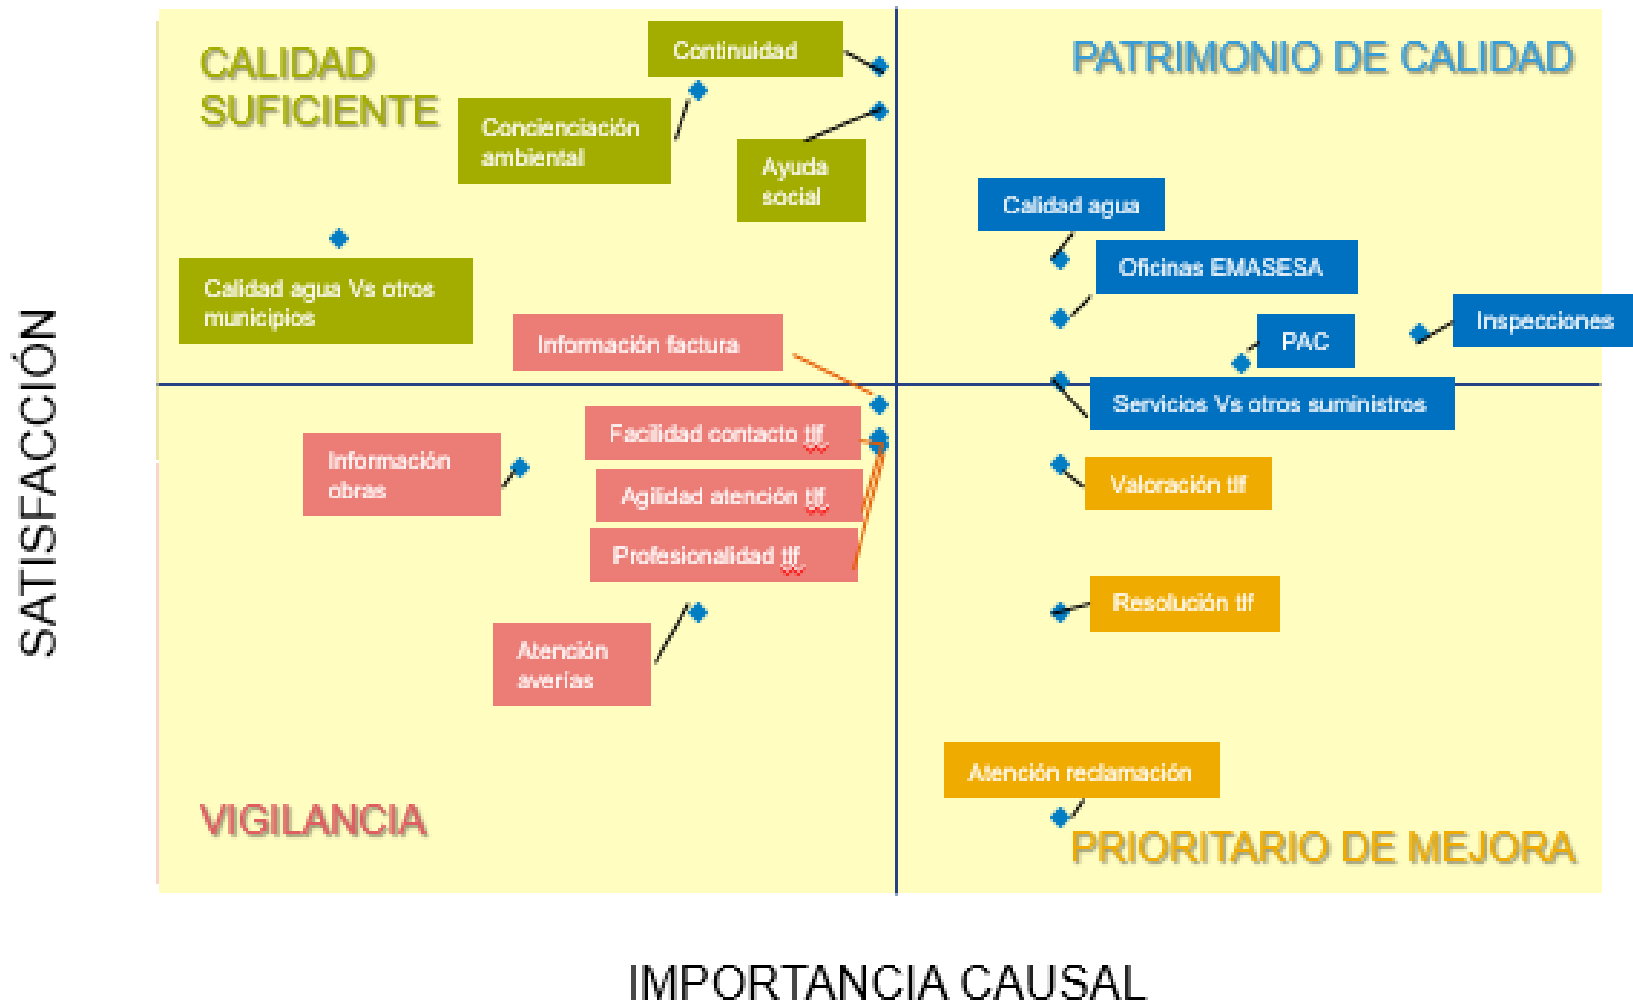 CALIDAD
SUFICIENTE
Continuidad
PATRIMONIO DE CALIDAD
Concienciación
ambiental
Ayuda
social
Calidad agua
Oficinas EMASESA
Calidad agua Vs otros
municipios
Inspecciones
Información factura
PAC
Servicios Vs otros suministros
Facilidad contacto tlf
Información
obras
Agilidad atención tlf
Valoración tlf
Profesionalidad tlf
Resolución tlf
Atención
averías
Atención reclamación
VIGILANCIA
PRIORITARIO DE MEJORA
SATISFACCIÓN
IMPORTANCIA CAUSAL